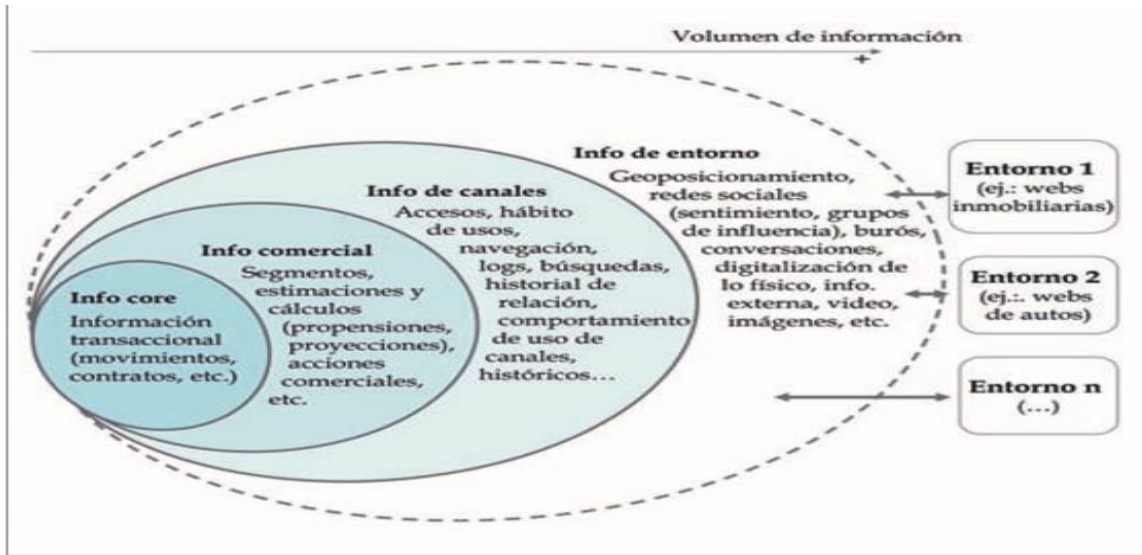 Volumen de información
+
Info de entorno
Geoposicionamiento,
redes sociales
(sentimiento, grupos
de influencia), burós,
conversaciones,
digitalización de
lo físico, info.
externa, video,
imágenes, etc.
Info de canales
Accesos, hábito
de usos,
navegación,
logs, búsquedas,
historial de
relación,
comportamiento
de uso de
canales,
históricos...
Info comercial
Segmentos,
estimaciones y
cálculos
(propensiones,
proyecciones),
acciones
comerciales,
etc.
Info core
Información
transaccional
(movimientos,
contratos, etc.)
Entorno 1
(ej.: webs
inmobiliarias)
Entorno 2
(ej.:. webs
de autos)
Entorno n
(...)